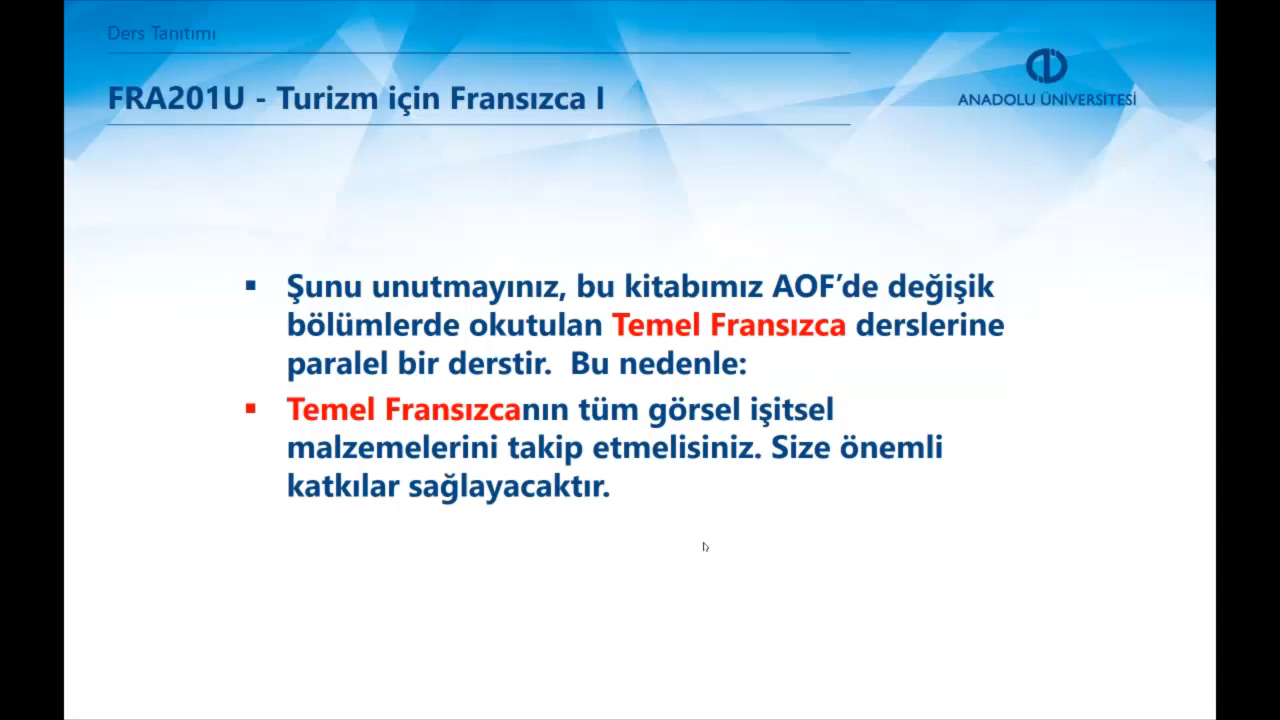 Ders Tanıtımı
FRA201U - Turizm için Fransızca I
ANADOLU ÜNİVERSİTESİ
▪ Şunu unutmayınız, bu kitabımız AOF’de değişik
bölümlerde okutulan Temel Fransızca derslerine
paralel bir derstir.  Bu nedenle:
▪ Temel Fransızcanın tüm görsel işitsel
malzemelerini takip etmelisiniz. Size önemli
katkılar sağlayacaktır.